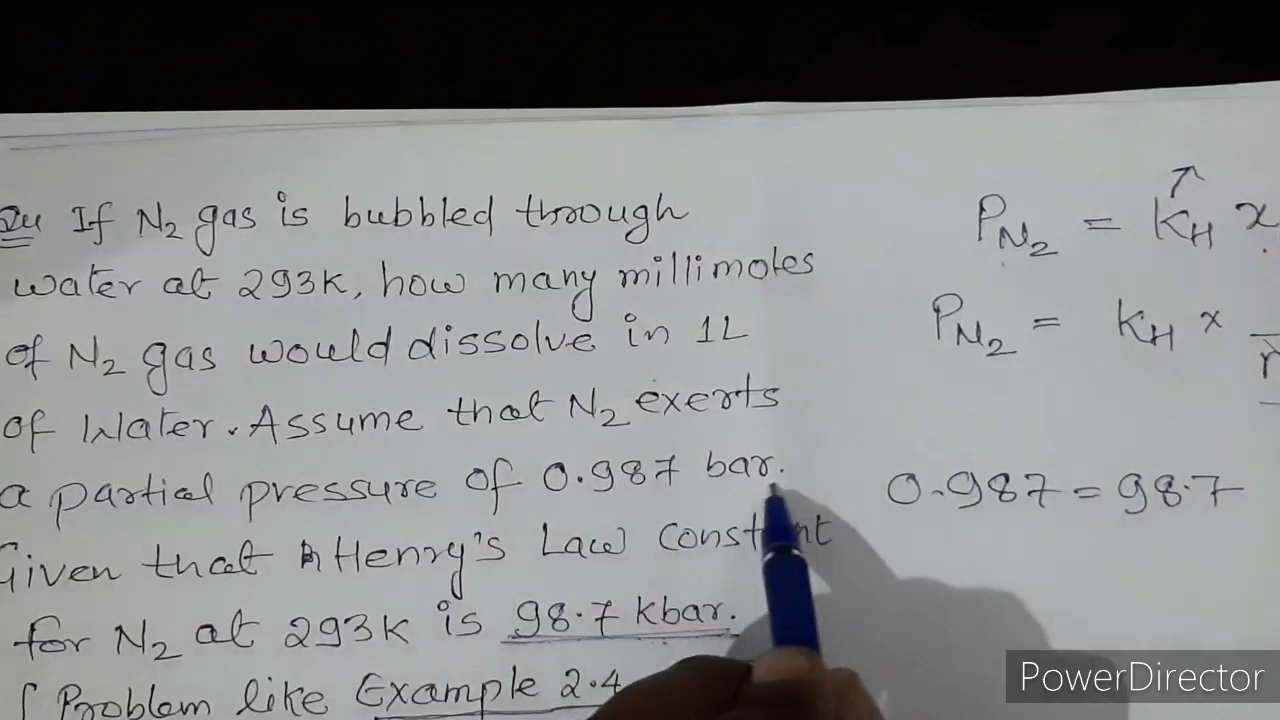 Qu If N2 gas is bubbled through
water at 293K, how many millimoles
of N2 gas would dissolve in 1L
of Water. Assume that N2 exerts
a partial pressure of 0.987 bar.
Given that Henry's Law
for N2 at 293K is 98.7 kbar.
[ Problem like Example 2.4
PN2 = KH x
PN2 = KH ×
0.987 = 98.7
PowerDirector